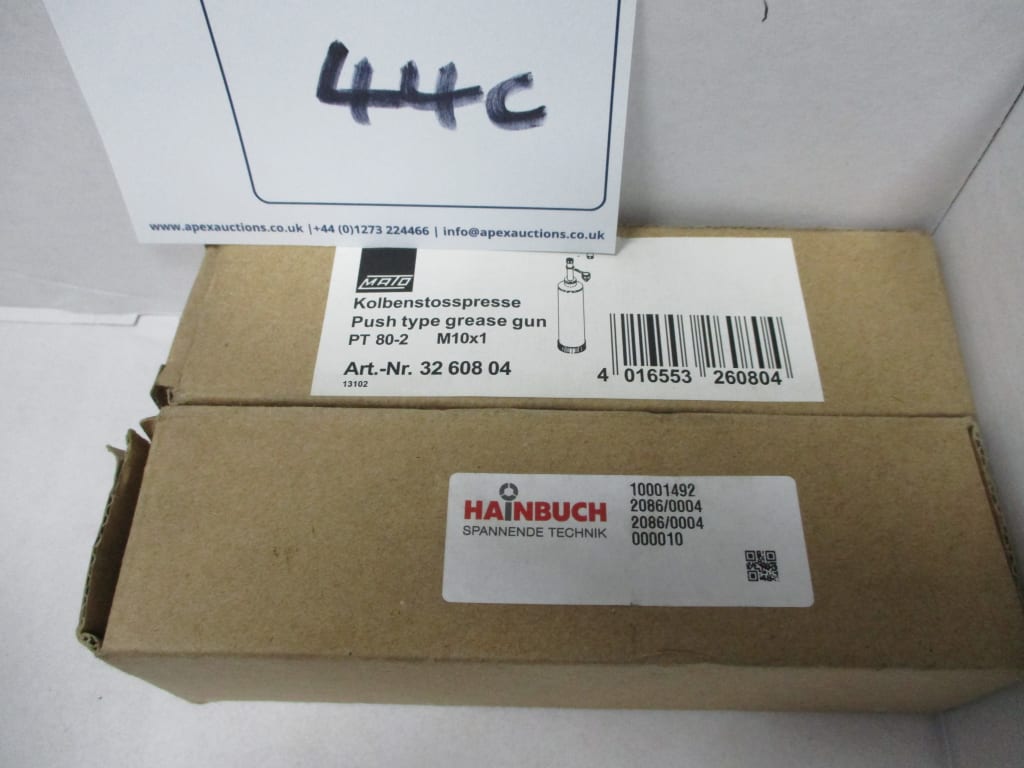 44c
www.apexauctions.co.uk |+44 (0)1273 224466 | info@apexauctions.co.uk
MATO
Kolbenstosspresse
Push type grease gun
PT 80-2 M10x1
Art.-Nr. 32 608 04
13102
4 016553 260804
HAINBUCH
SPANNENDE TECHNIK
10001492
2086/0004
2086/0004
000010